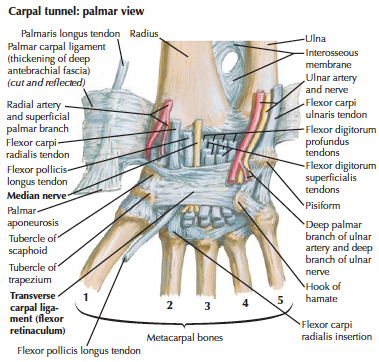 Carpal tunnel: palmar view
Palmaris longus tendon
Radius
Palmar carpal ligament
(thickening of deep
antebrachial fascia)
(cut and reflected)
Radial artery
and superficial
palmar branch
Flexor carpi
radialis tendon
Flexor pollicis
longus tendon
Median nerve
Palmar
aponeurosis
Tubercle of
scaphoid
Tubercle of
trapezium
Transverse
carpal liga-
ment (flexor
retinaculum)
Flexor pollicis longus tendon
Ulna
Interosseous
membrane
Ulnar artery
and nerve
Flexor carpi
ulnaris tendon
Flexor digitorum
profundus
tendons
Flexor digitorum
superficialis
tendons
Pisiform
Deep palmar
branch of ulnar
artery and deep
branch of ulnar
nerve
Hook of
hamate
Flexor carpi
radialis insertion
1
2
3
4
5
Metacarpal bones